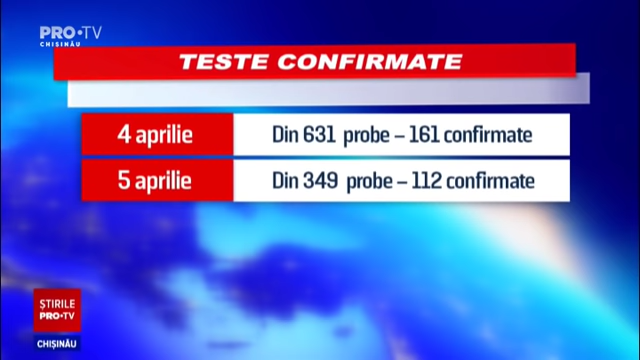 PRO•TV
CHIȘINĂU
TESTE CONFIRMATE
4 aprilie Din 631 probe – 161 confirmate
5 aprilie Din 349 probe – 112 confirmate
ȘTIRILE
PRO•TV
CHIȘINĂU